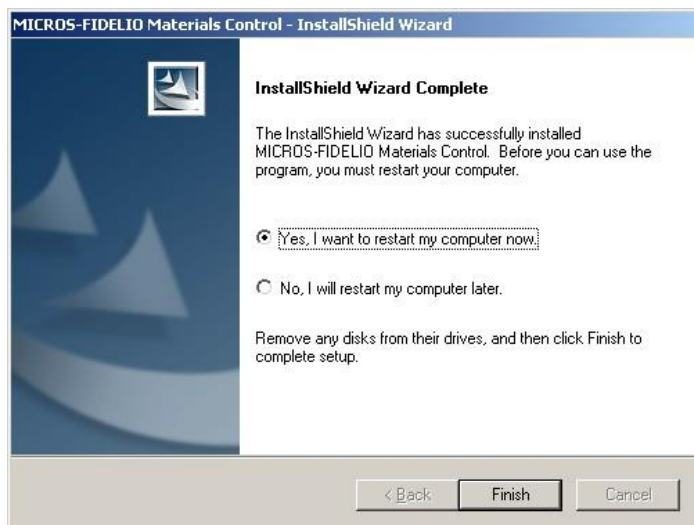 MICROS-FIDELIO Materials Control - InstallShield Wizard
InstallShield Wizard Complete
The InstallShield Wizard has successfully installed
MICROS-FIDELIO Materials Control. Before you can use the
program, you must restart your computer.
Yes, I want to restart my computer now.
No, I will restart my computer later.
Remove any disks from their drives, and then click Finish to
complete setup.
< Back Finish Cancel